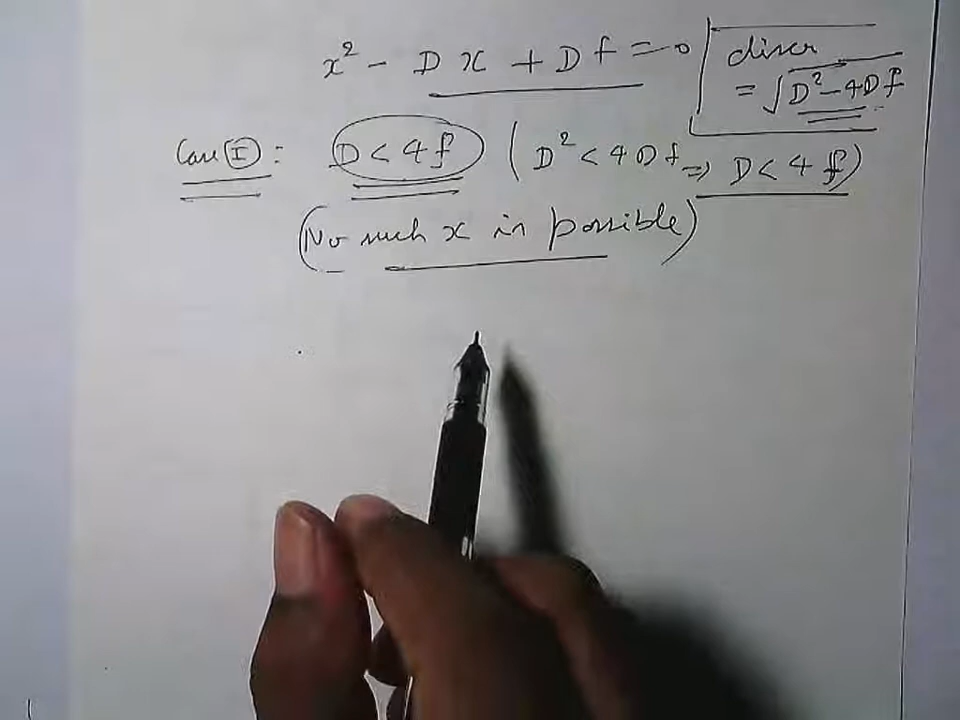 x² - Dx + Df = 0
discr
= √D² - 4Df
Case (I) : D < 4f (D² < 4Df ⇒ D < 4f)
(No such x is possible)